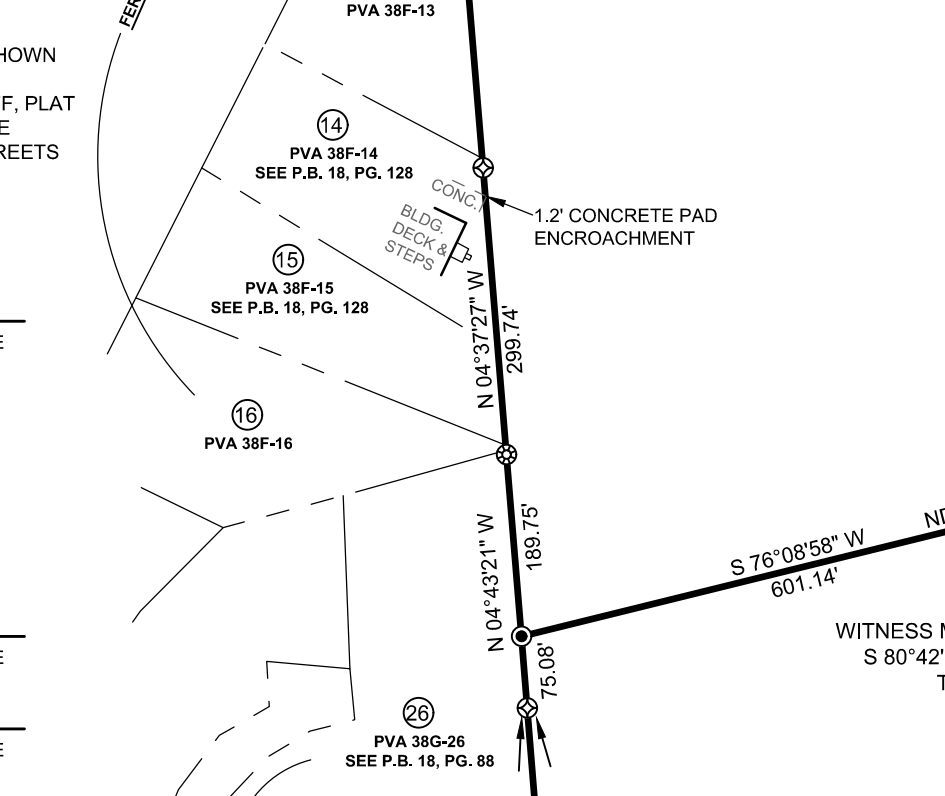 FER
PVA 38F-13
HOWN
F, PLAT
E
REETS
14
PVA 38F-14
SEE P.B. 18, PG. 128
CONC.
BLDG.
DECK &
STEPS
1.2' CONCRETE PAD
ENCROACHMENT
15
PVA 38F-15
SEE P.B. 18, PG. 128
N 04°37'27" W
299.74'
E
16
PVA 38F-16
N 04°43'21" W
189.75'
S 76°08'58" W
601.14'
WITNESS M
S 80°42'
T
E
75.08'
26
PVA 38G-26
SEE P.B. 18, PG. 88
E